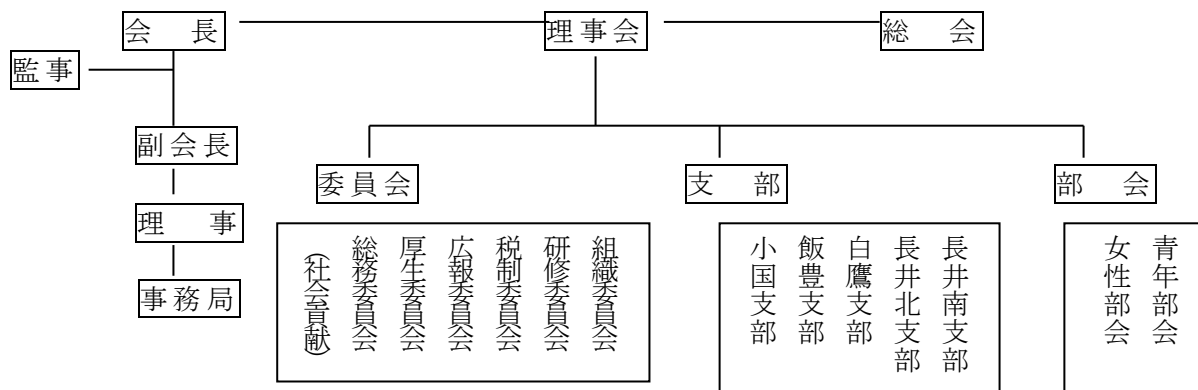 会　長
理事会
総　会
監事
副会長
委員会
支　部
部　会
理　事
事務局
組織委員会
研修委員会
税制委員会
広報委員会
厚生委員会
総務委員会
（社会貢献）
長井南支部
長井北支部
白鷹支部
飯豊支部
小国支部
青年部会
女性部会